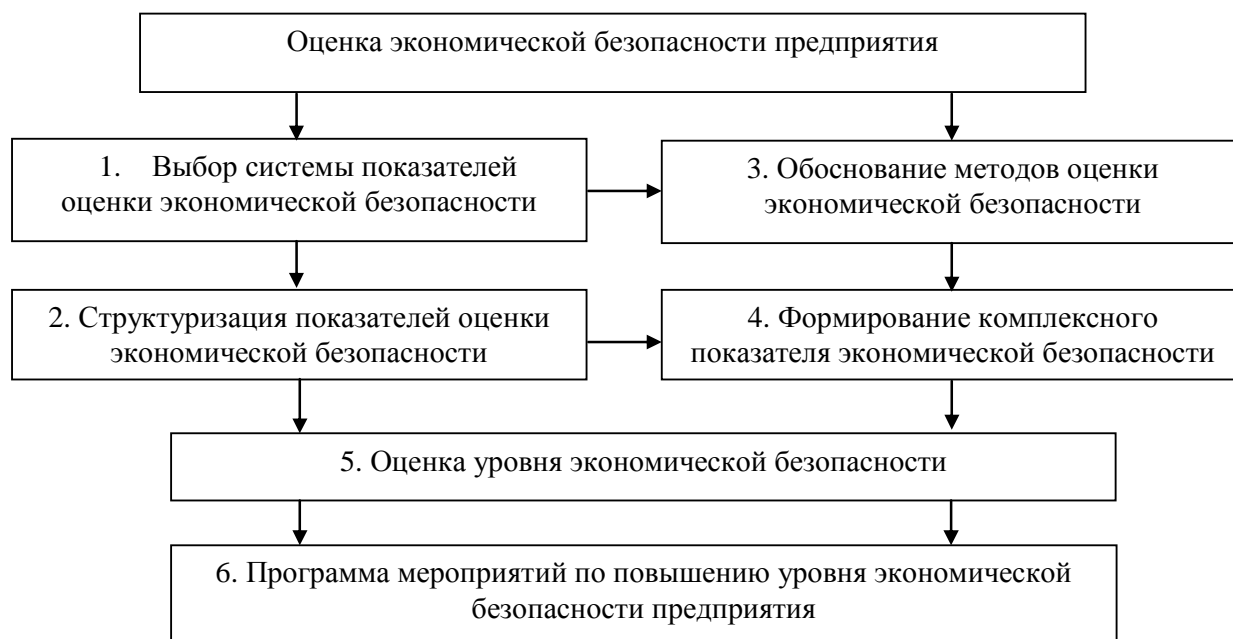 Оценка экономической безопасности предприятия
1. Выбор системы показателей
оценки экономической безопасности
3. Обоснование методов оценки
экономической безопасности
2. Структуризация показателей оценки
экономической безопасности
4. Формирование комплексного
показателя экономической безопасности
5. Оценка уровня экономической безопасности
6. Программа мероприятий по повышению уровня экономической
безопасности предприятия